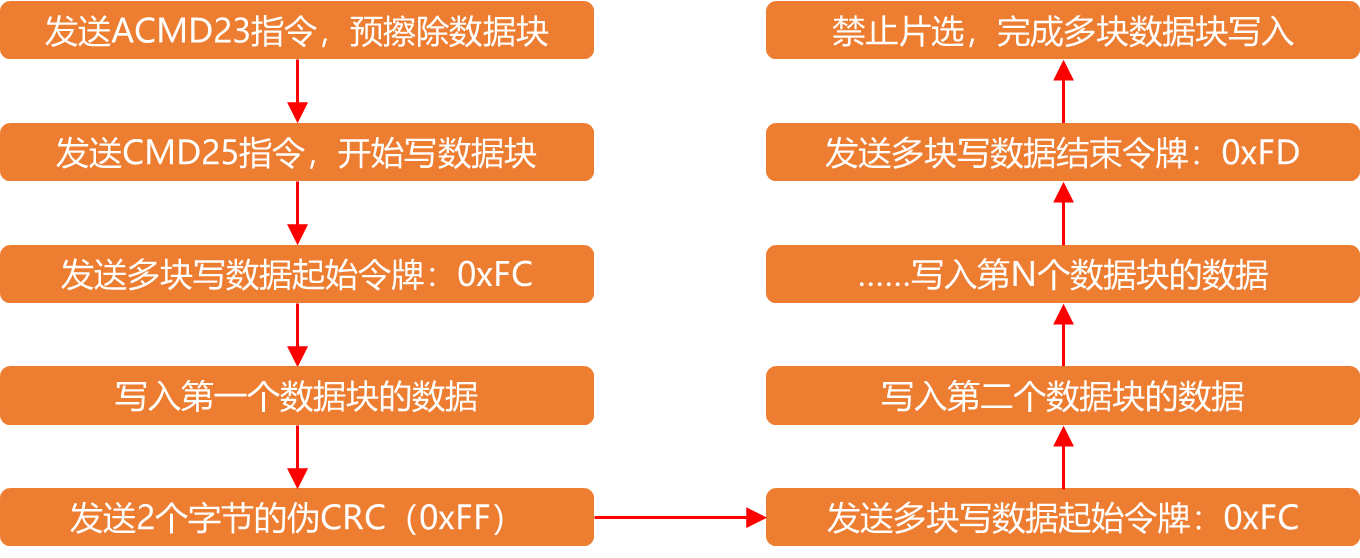 发送ACMD23指令，预擦除数据块
发送CMD25指令，开始写数据块
发送多块写数据起始令牌：0xFC
写入第一个数据块的数据
发送2个字节的伪CRC（0xFF）
发送多块写数据起始令牌：0xFC
写入第二个数据块的数据
……写入第N个数据块的数据
发送多块写数据结束令牌：0xFD
禁止片选，完成多块数据块写入